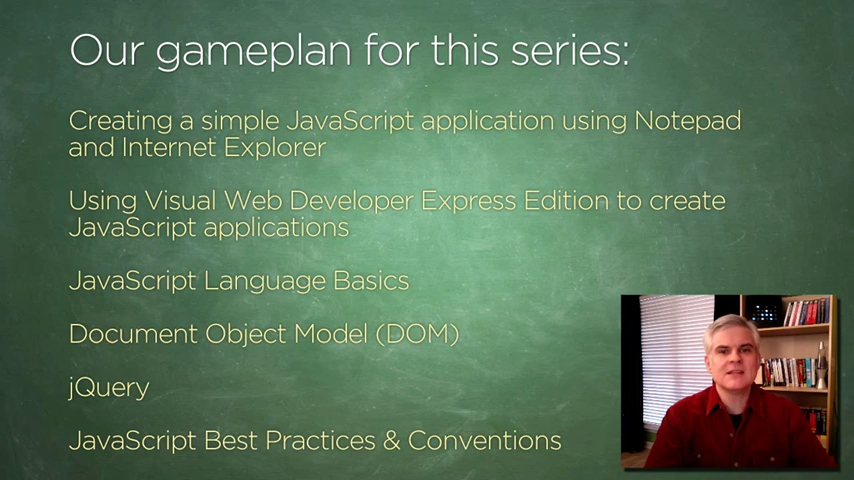 Our gameplan for this series:
Creating a simple JavaScript application using Notepad
and Internet Explorer
Using Visual Web Developer Express Edition to create
JavaScript applications
JavaScript Language Basics
Document Object Model (DOM)
jQuery
JavaScript Best Practices & Conventions